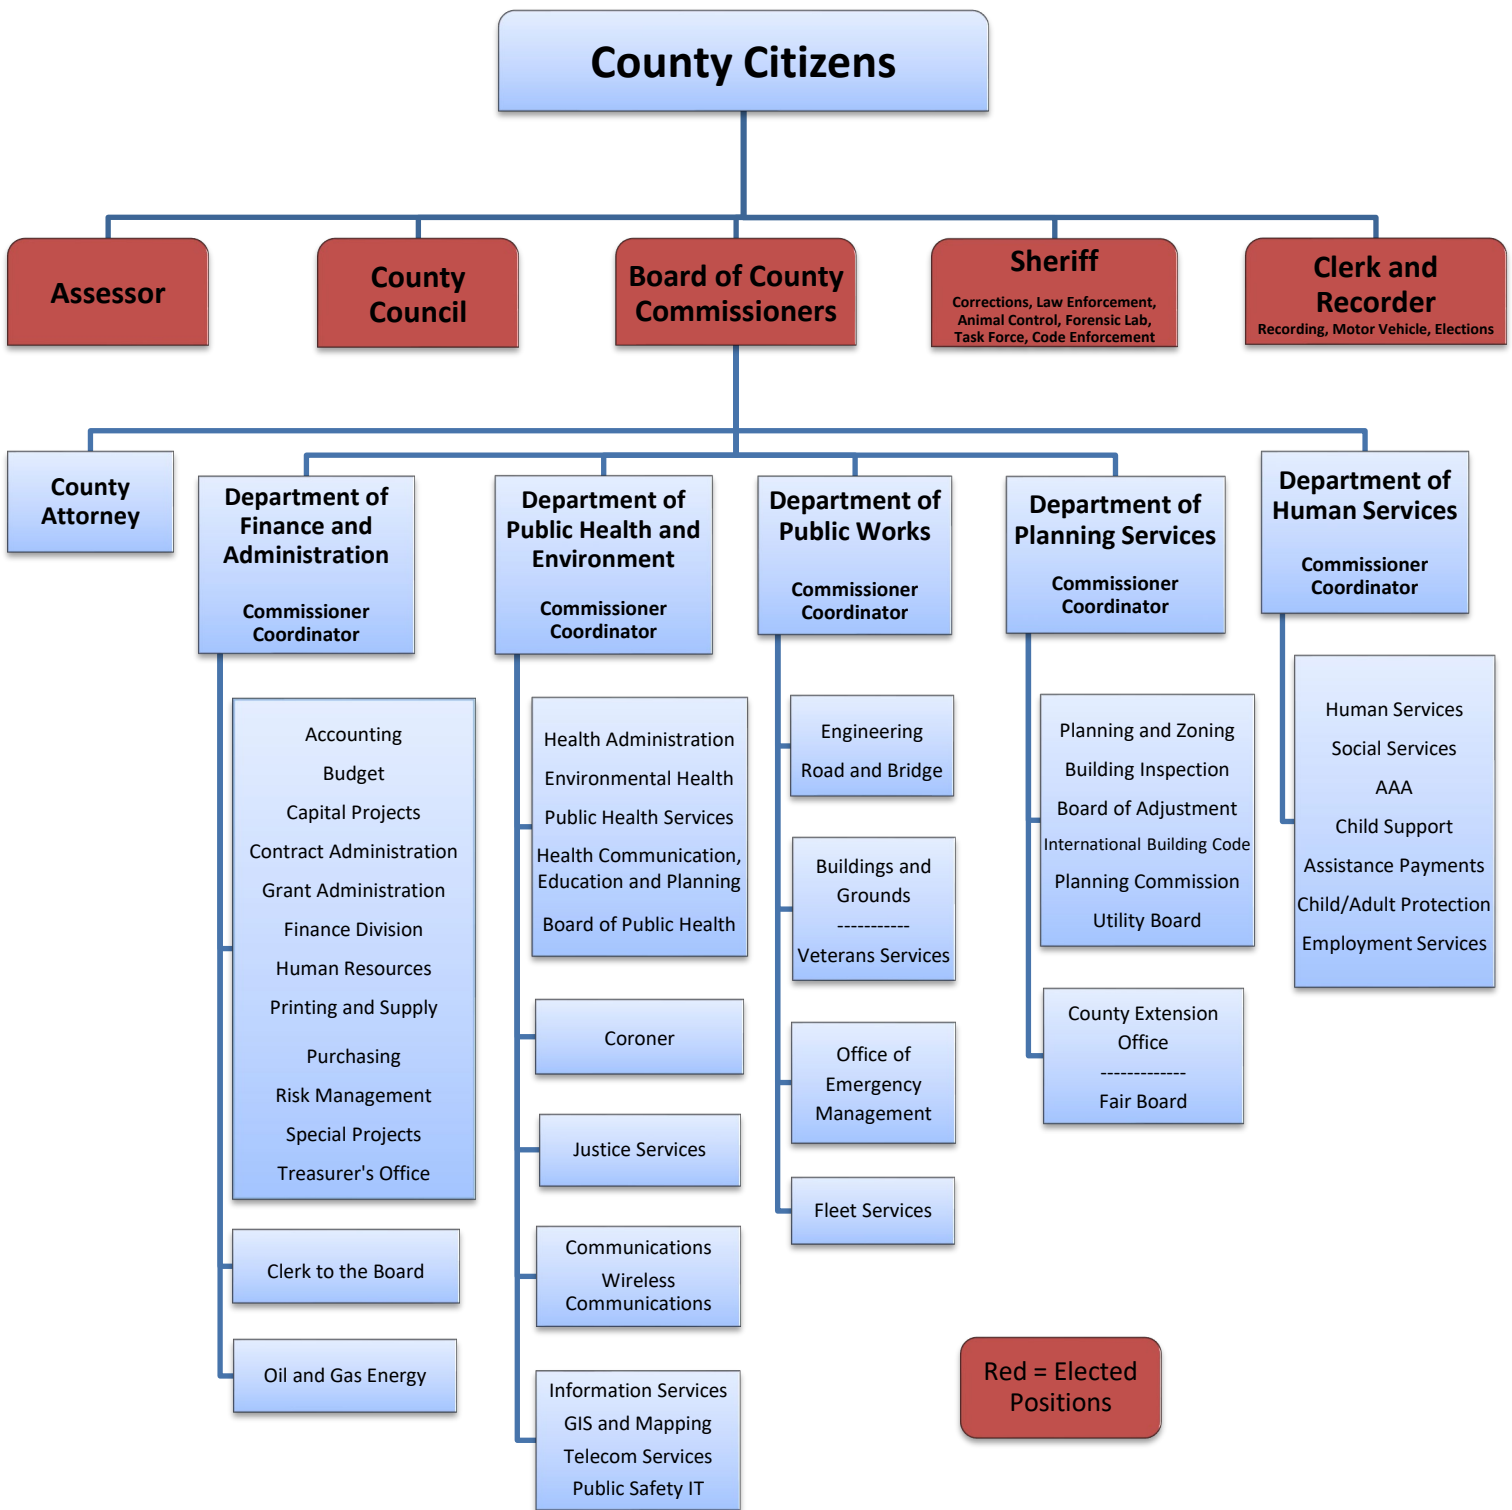 County Citizens
Assessor
County
Council
Board of County
Commissioners
Sheriff
Corrections, Law Enforcement,
Animal Control, Forensic Lab,
Task Force, Code Enforcement
Clerk and
Recorder
Recording, Motor Vehicle, Elections
County
Attorney
Department of
Finance and
Administration
Commissioner
Coordinator
Department of
Public Health and
Environment
Commissioner
Coordinator
Department of
Public Works
Commissioner
Coordinator
Department of
Planning Services
Commissioner
Coordinator
Department of
Human Services
Commissioner
Coordinator
Accounting
Budget
Capital Projects
Contract Administration
Grant Administration
Finance Division
Human Resources
Printing and Supply
Purchasing
Risk Management
Special Projects
Treasurer's Office
Clerk to the Board
Oil and Gas Energy
Health Administration
Environmental Health
Public Health Services
Health Communication,
Education and Planning
Board of Public Health
Coroner
Justice Services
Communications
Wireless
Communications
Information Services
GIS and Mapping
Telecom Services
Public Safety IT
Engineering
Road and Bridge
Buildings and
Grounds
-----------
Veterans Services
Office of
Emergency
Management
Fleet Services
Planning and Zoning
Building Inspection
Board of Adjustment
International Building Code
Planning Commission
Utility Board
County Extension
Office
-------------
Fair Board
Human Services
Social Services
AAA
Child Support
Assistance Payments
Child/Adult Protection
Employment Services
Red = Elected
Positions